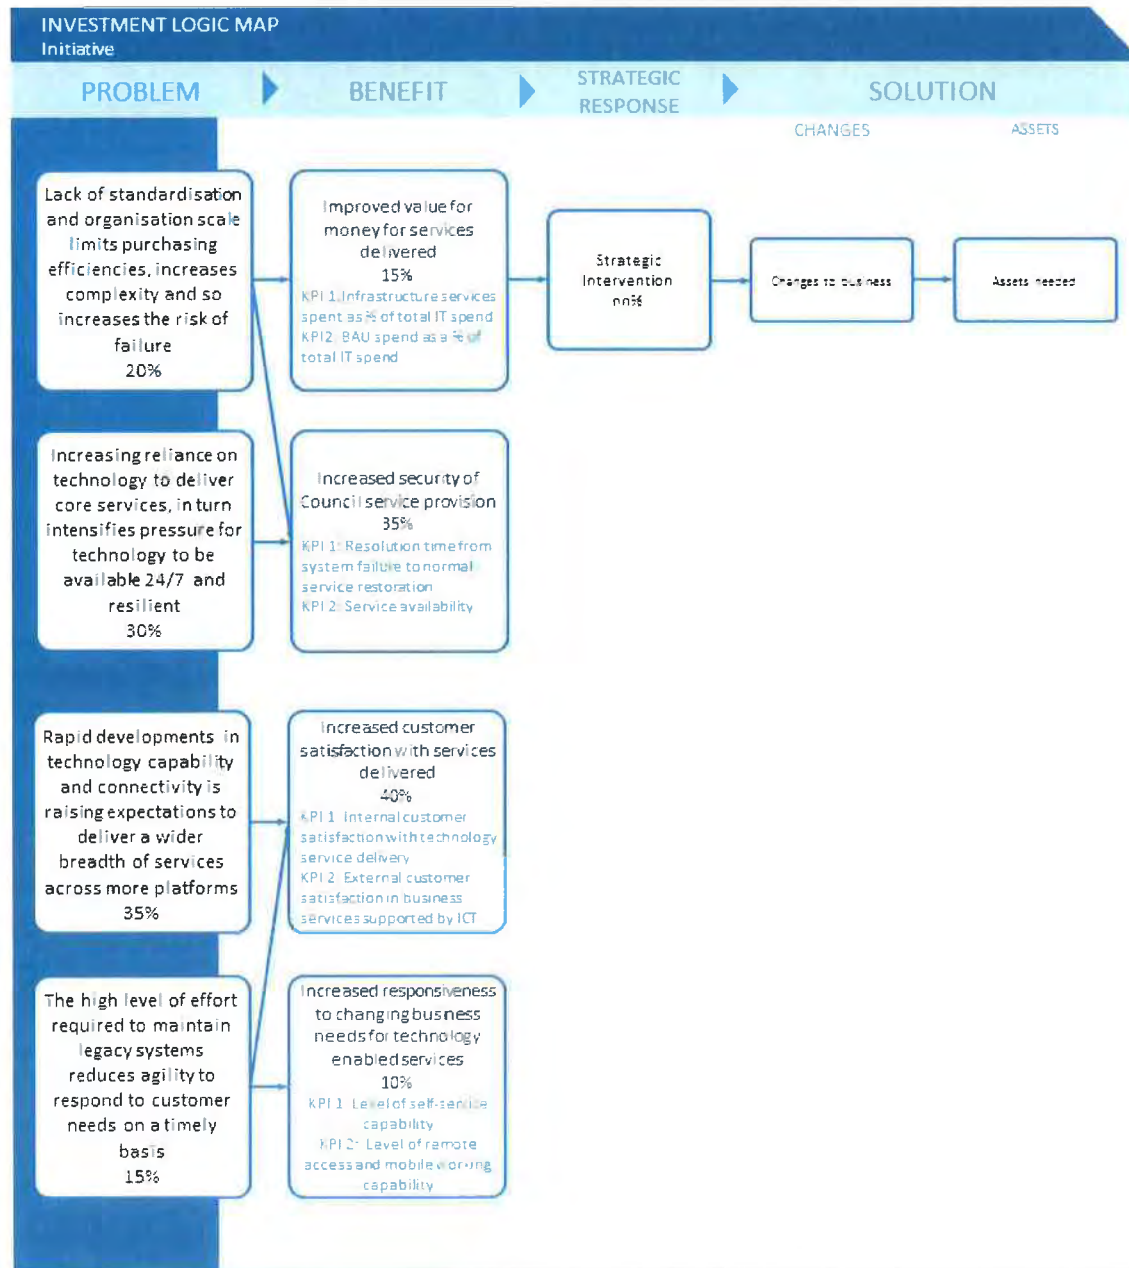 INVESTMENT LOGIC MAP
Initiative
PROBLEM
BENEFIT
STRATEGIC
RESPONSE
SOLUTION
CHANGES
ASSETS
Lack of standardisation
and organisation scale
limits purchasing
efficiencies, increases
complexity and so
increases the risk of
failure
20%
Improved value for
money for services
delivered
15%
KPI 1. Infrastructure services
spent as % of total IT spend
KPI2. BAU spend as a % of
total IT spend
Strategic
Intervention
nn%
Changes to business
Assets needed
Increasing reliance on
technology to deliver
core services, in turn
intensifies pressure for
technology to be
available 24/7 and
resilient
30%
Increased security of
Council service provision
35%
KPI 1: Resolution time from
system failure to normal
service restoration
KPI 2: Service availability
Rapid developments in
technology capability
and connectivity is
raising expectations to
deliver a wider
breadth of services
across more platforms
35%
Increased customer
satisfaction with services
delivered
40%
KPI 1: Internal customer
satisfaction with technology
service delivery
KPI 2: External customer
satisfaction in business
services supported by ICT
The high level of effort
required to maintain
legacy systems
reduces agility to
respond to customer
needs on a timely
basis
15%
Increased responsiveness
to changing business
needs for technology
enabled services
10%
KPI 1: Level of self-service
capability
KPI 2: Level of remote
access and mobile working
capability